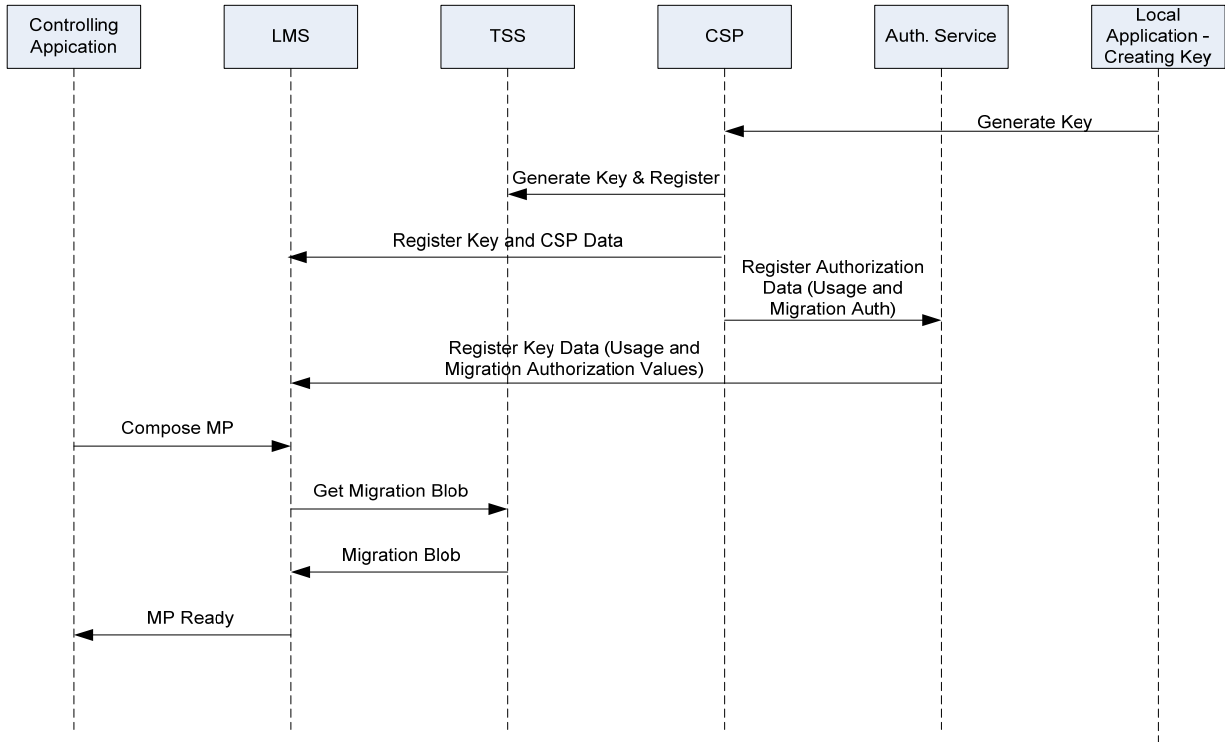 Controlling
Appication
LMS
TSS
CSP
Auth. Service
Local
Application -
Creating Key
Generate Key
Generate Key & Register
Register Key and CSP Data
Register Authorization
Data (Usage and
Migration Auth)
Register Key Data (Usage and
Migration Authorization Values)
Compose MP
Get Migration Blob
Migration Blob
MP Ready